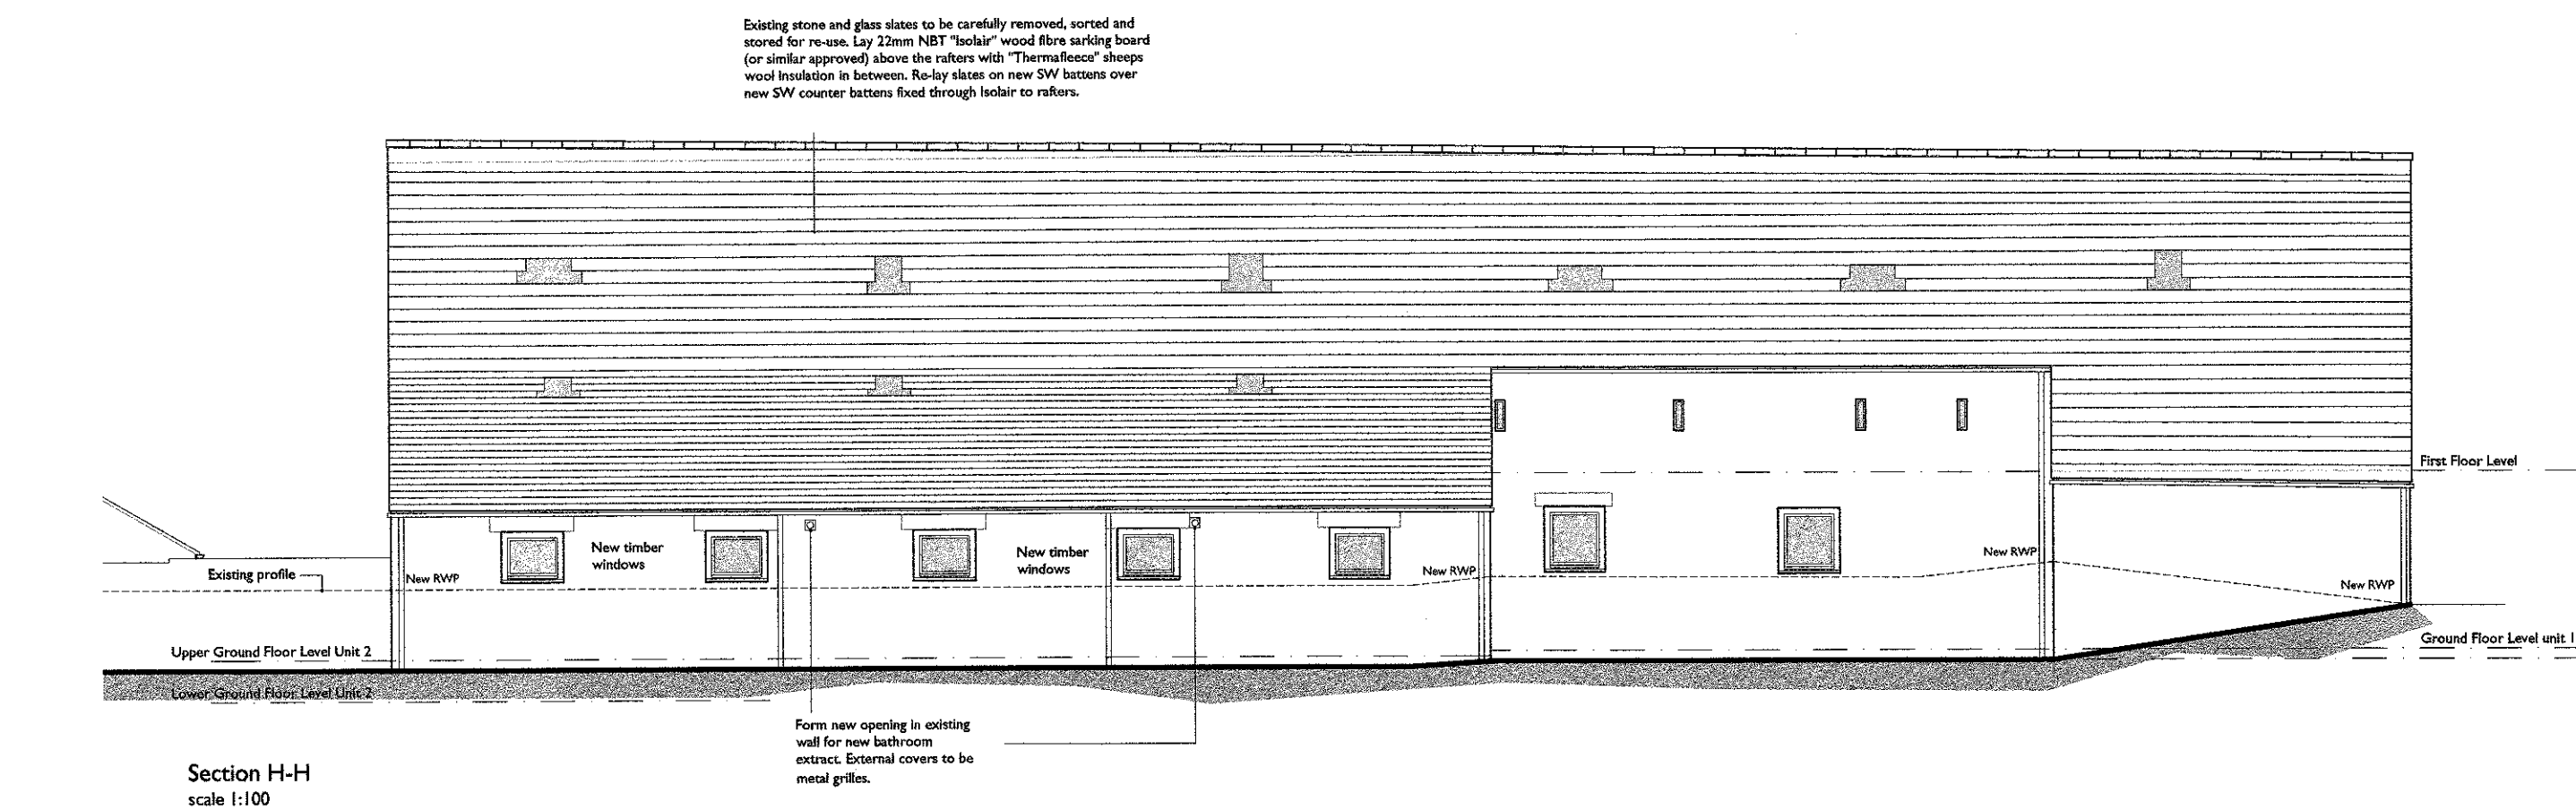 Existing stone and glass slates to be carefully removed, sorted and
stored for re-use. Lay 22mm NBT "Isolair" wood fibre sarking board
(or similar approved) above the rafters with "Thermafleece" sheeps
wool insulation in between. Re-lay slates on new SW battens over
new SW counter battens fixed through Isolair to rafters.
First Floor Level
New timber
windows
New timber
windows
New RWP
Existing profile
New RWP
New RWP
New RWP
Ground Floor Level unit 1
Upper Ground Floor Level Unit 2
Lower Ground Floor Level Unit 2
Form new opening in existing
wall for new bathroom
extract. External covers to be
metal grilles.
Section H-H
scale 1:100